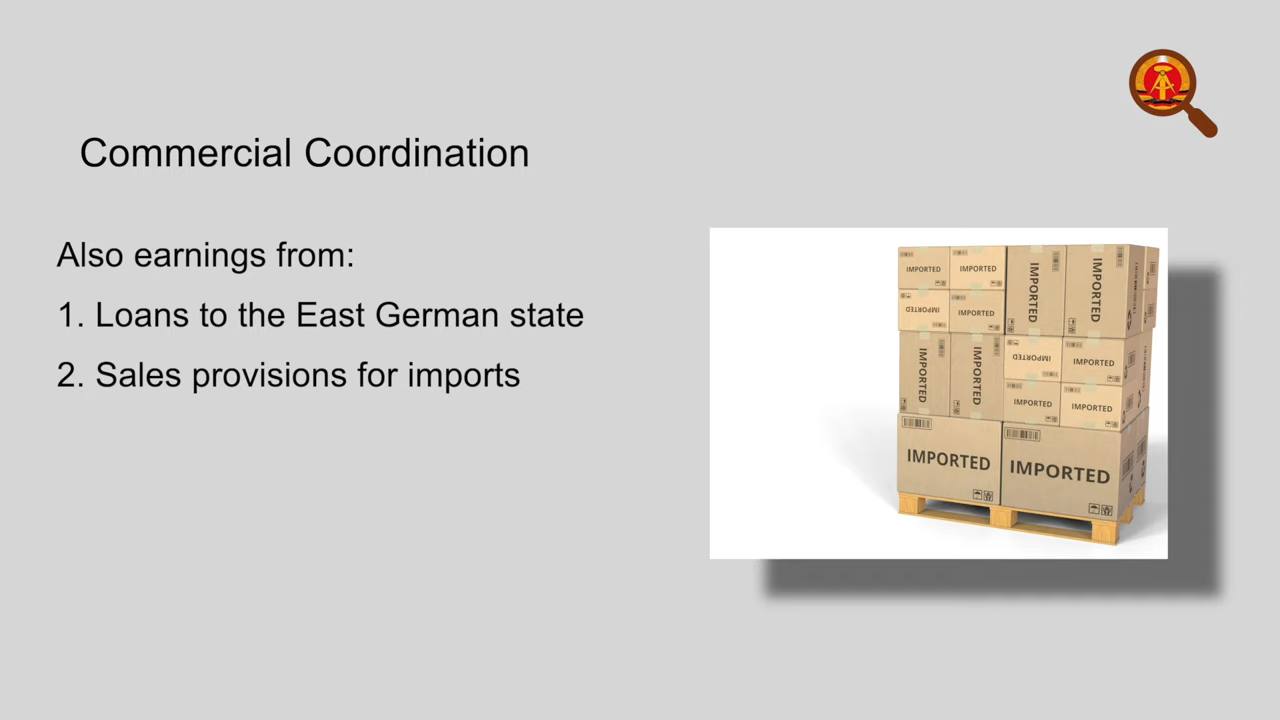 Commercial Coordination
Also earnings from:
1. Loans to the East German state
2. Sales provisions for imports
IMPORTED
IMPORTED
IMPORTED
IMPORTED
IMPORTED
IMPORTED
IMPORTED
IMPORTED
IMPORTED
IMPORTED
IMPORTED
IMPORTED
IMPORTED
IMPORTED